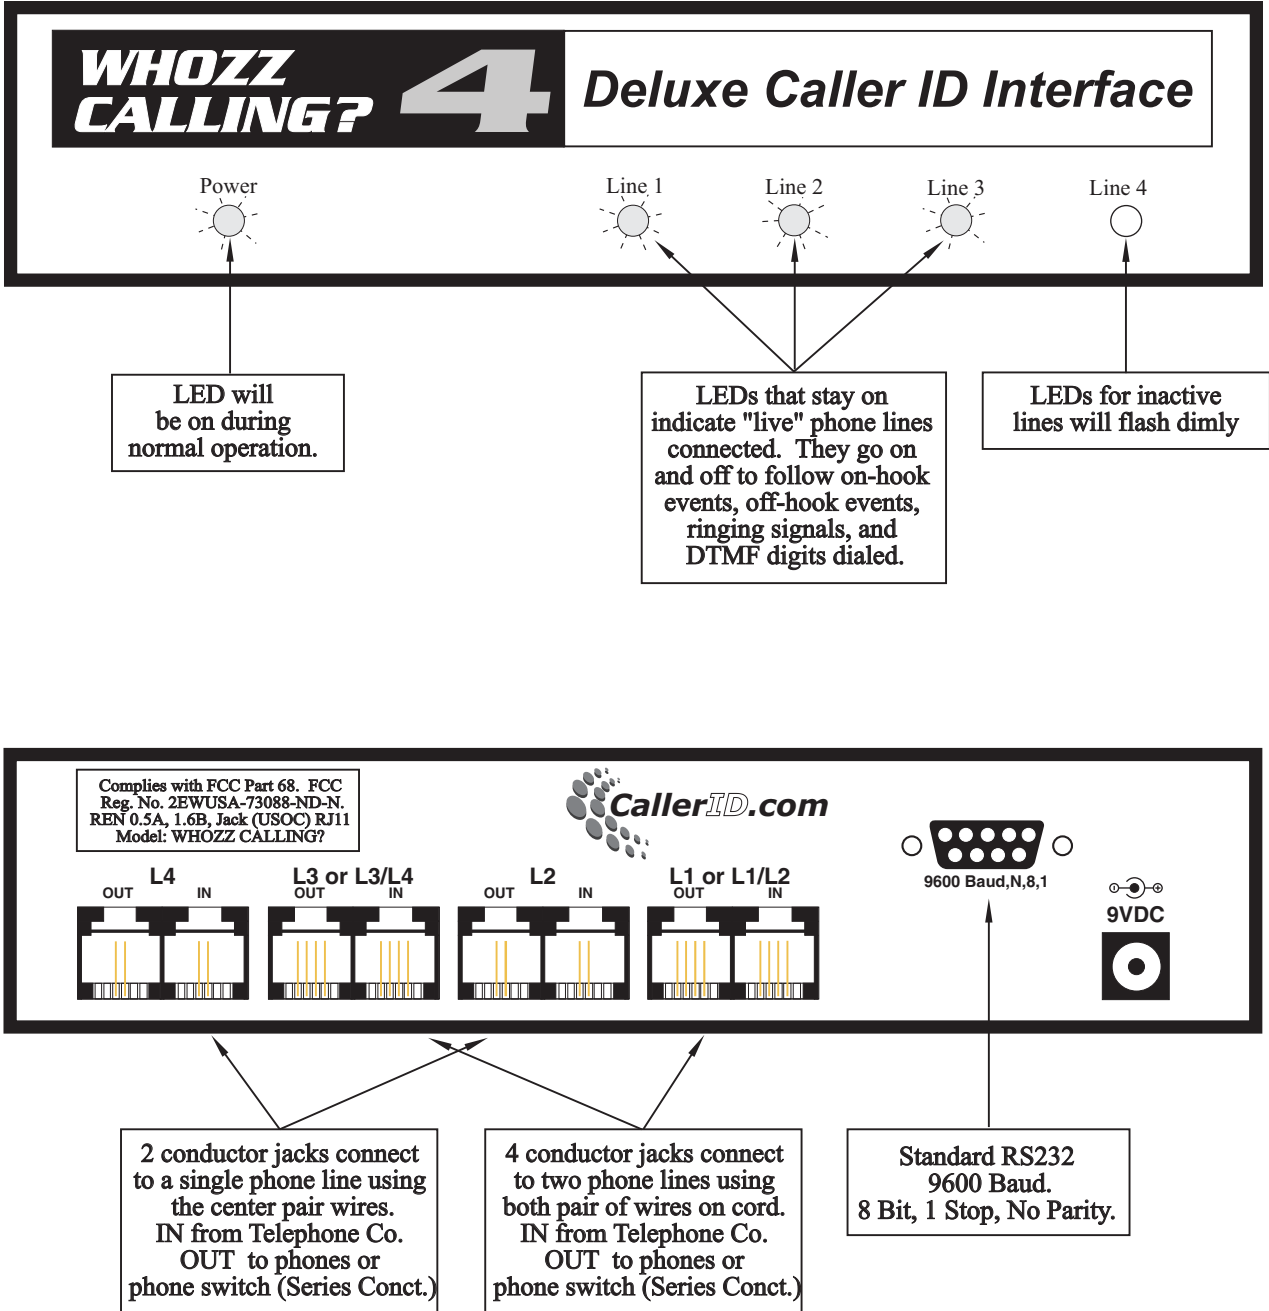 WHOZZ
CALLING? 4
Deluxe Caller ID Interface
Power
Line 1
Line 2
Line 3
Line 4
LED will
be on during
normal operation.
LEDs that stay on
indicate "live" phone lines
connected. They go on
and off to follow on-hook
events, off-hook events,
ringing signals, and
DTMF digits dialed.
LEDs for inactive
lines will flash dimly
Complies with FCC Part 68. FCC
Reg. No. 2EWUSA-73088-ND-N.
REN 0.5A, 1.6B, Jack (USOC) RJ11
Model: WHOZZ CALLING?
CallerID.com
L4
OUT IN
L3 or L3/L4
OUT IN
L2
OUT IN
L1 or L1/L2
OUT IN
9600 Baud,N,8,1
9VDC
2 conductor jacks connect
to a single phone line using
the center pair wires.
IN from Telephone Co.
OUT to phones or
phone switch (Series Conct.)
4 conductor jacks connect
to two phone lines using
both pair of wires on cord.
IN from Telephone Co.
OUT to phones or
phone switch (Series Conct.)
Standard RS232
9600 Baud.
8 Bit, 1 Stop, No Parity.